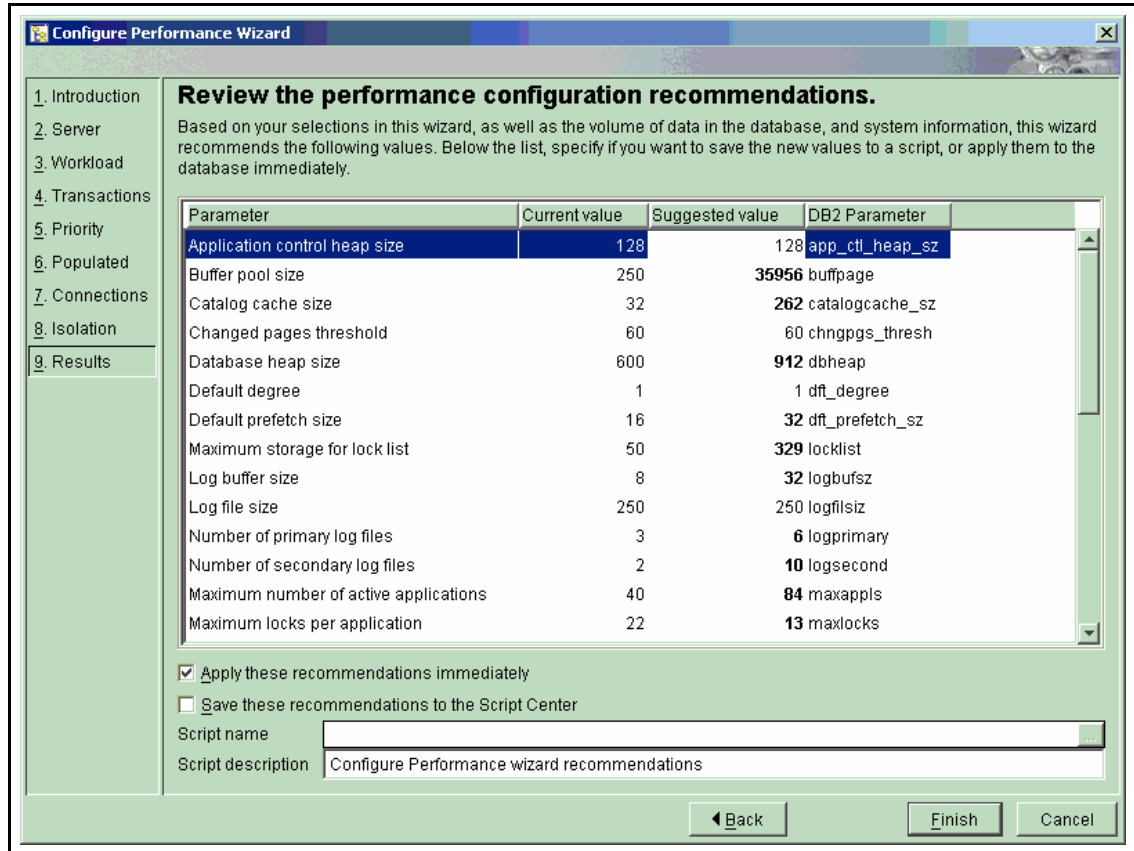 Configure Performance Wizard
1. Introduction
2. Server
3. Workload
4. Transactions
5. Priority
6. Populated
7. Connections
8. Isolation
9. Results
Review the performance configuration recommendations.
Based on your selections in this wizard, as well as the volume of data in the database, and system information, this wizard
recommends the following values. Below the list, specify if you want to save the new values to a script, or apply them to the
database immediately.
Parameter Current value Suggested value DB2 Parameter
Application control heap size 128 128 app_ctl_heap_sz
Buffer pool size 250 35956 buffpage
Catalog cache size 32 262 catalogcache_sz
Changed pages threshold 60 60 chngpgs_thresh
Database heap size 600 912 dbheap
Default degree 1 1 dft_degree
Default prefetch size 16 32 dft_prefetch_sz
Maximum storage for lock list 50 329 locklist
Log buffer size 8 32 logbufsz
Log file size 250 250 logfilsiz
Number of primary log files 3 6 logprimary
Number of secondary log files 2 10 logsecond
Maximum number of active applications 40 84 maxappls
Maximum locks per application 22 13 maxlocks
Apply these recommendations immediately
Save these recommendations to the Script Center
Script name
...
Script description Configure Performance wizard recommendations
Back Finish Cancel